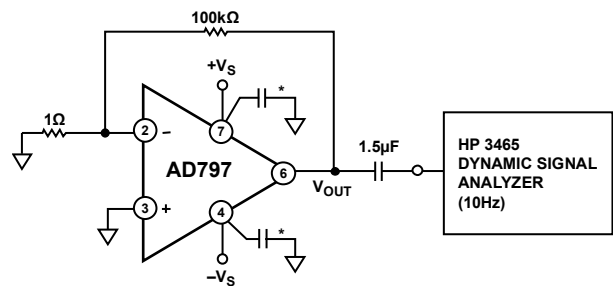 100kΩ
+VS
*
1Ω
2
−
7
1.5µF
HP 3465
DYNAMIC SIGNAL
ANALYZER
(10Hz)
AD797
6
VOUT
3
+
4
*
−VS